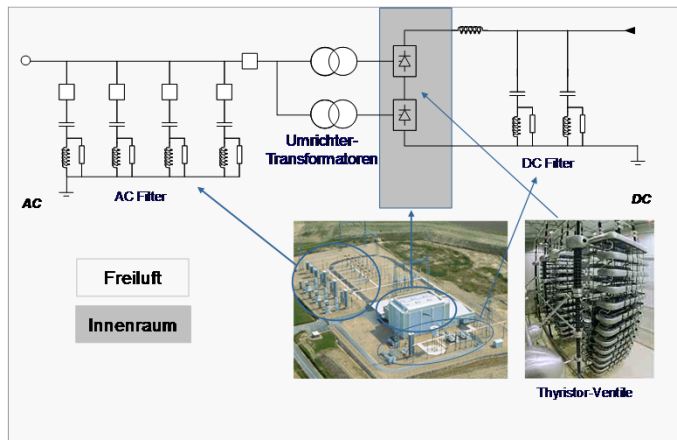 Umrichter-
Transformatoren
DC Filter
AC Filter
AC
DC
Freiluft
Innenraum
Thyristor-Ventile